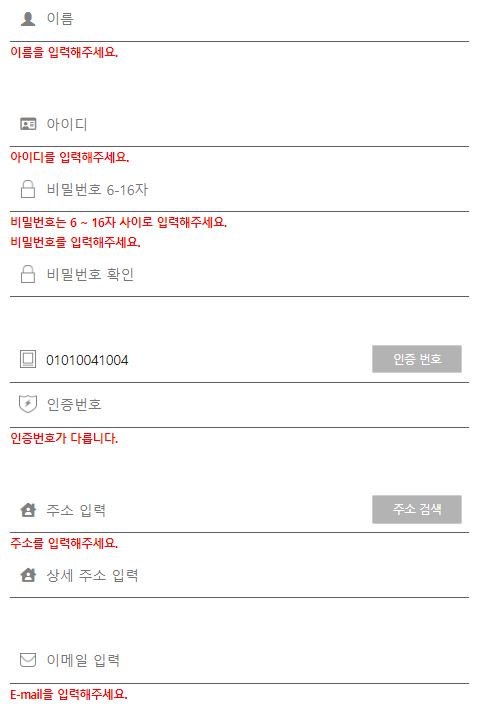 이름
이름을 입력해주세요.
아이디
아이디를 입력해주세요.
비밀번호 6-16자
비밀번호는 6 ~ 16자 사이로 입력해주세요.
비밀번호를 입력해주세요.
비밀번호 확인
01010041004 인증 번호
인증번호
인증번호가 다릅니다.
주소 입력 주소 검색
주소를 입력해주세요.
상세 주소 입력
이메일 입력
E-mail을 입력해주세요.